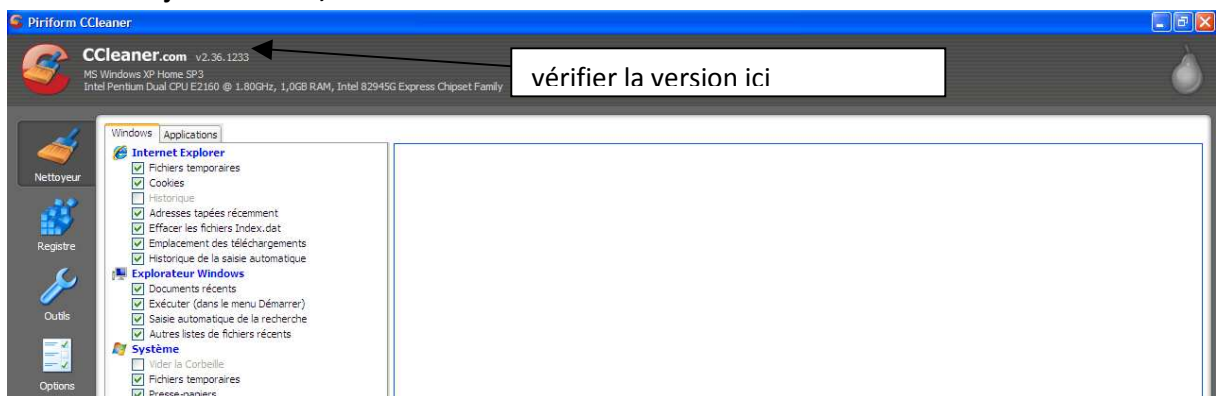 Piriform CCleaner
CCleaner.com v2.36.1233
MS Windows XP Home SP3
Intel Pentium Dual CPU E2160 @ 1.80GHz, 1,0GB RAM, Intel 82945G Express Chipset Family
vérifier la version ici
Nettoyeur
Registre
Outils
Options
Windows Applications
Internet Explorer
Fichiers temporaires
Cookies
Historique
Adresses tapées récemment
Effacer les fichiers Index.dat
Emplacement des téléchargements
Historique de la saisie automatique
Explorateur Windows
Documents récents
Exécuter (dans le menu Démarrer)
Saisie automatique de la recherche
Autres listes de fichiers récents
Système
Vider la Corbeille
Fichiers temporaires
Presse-papiers